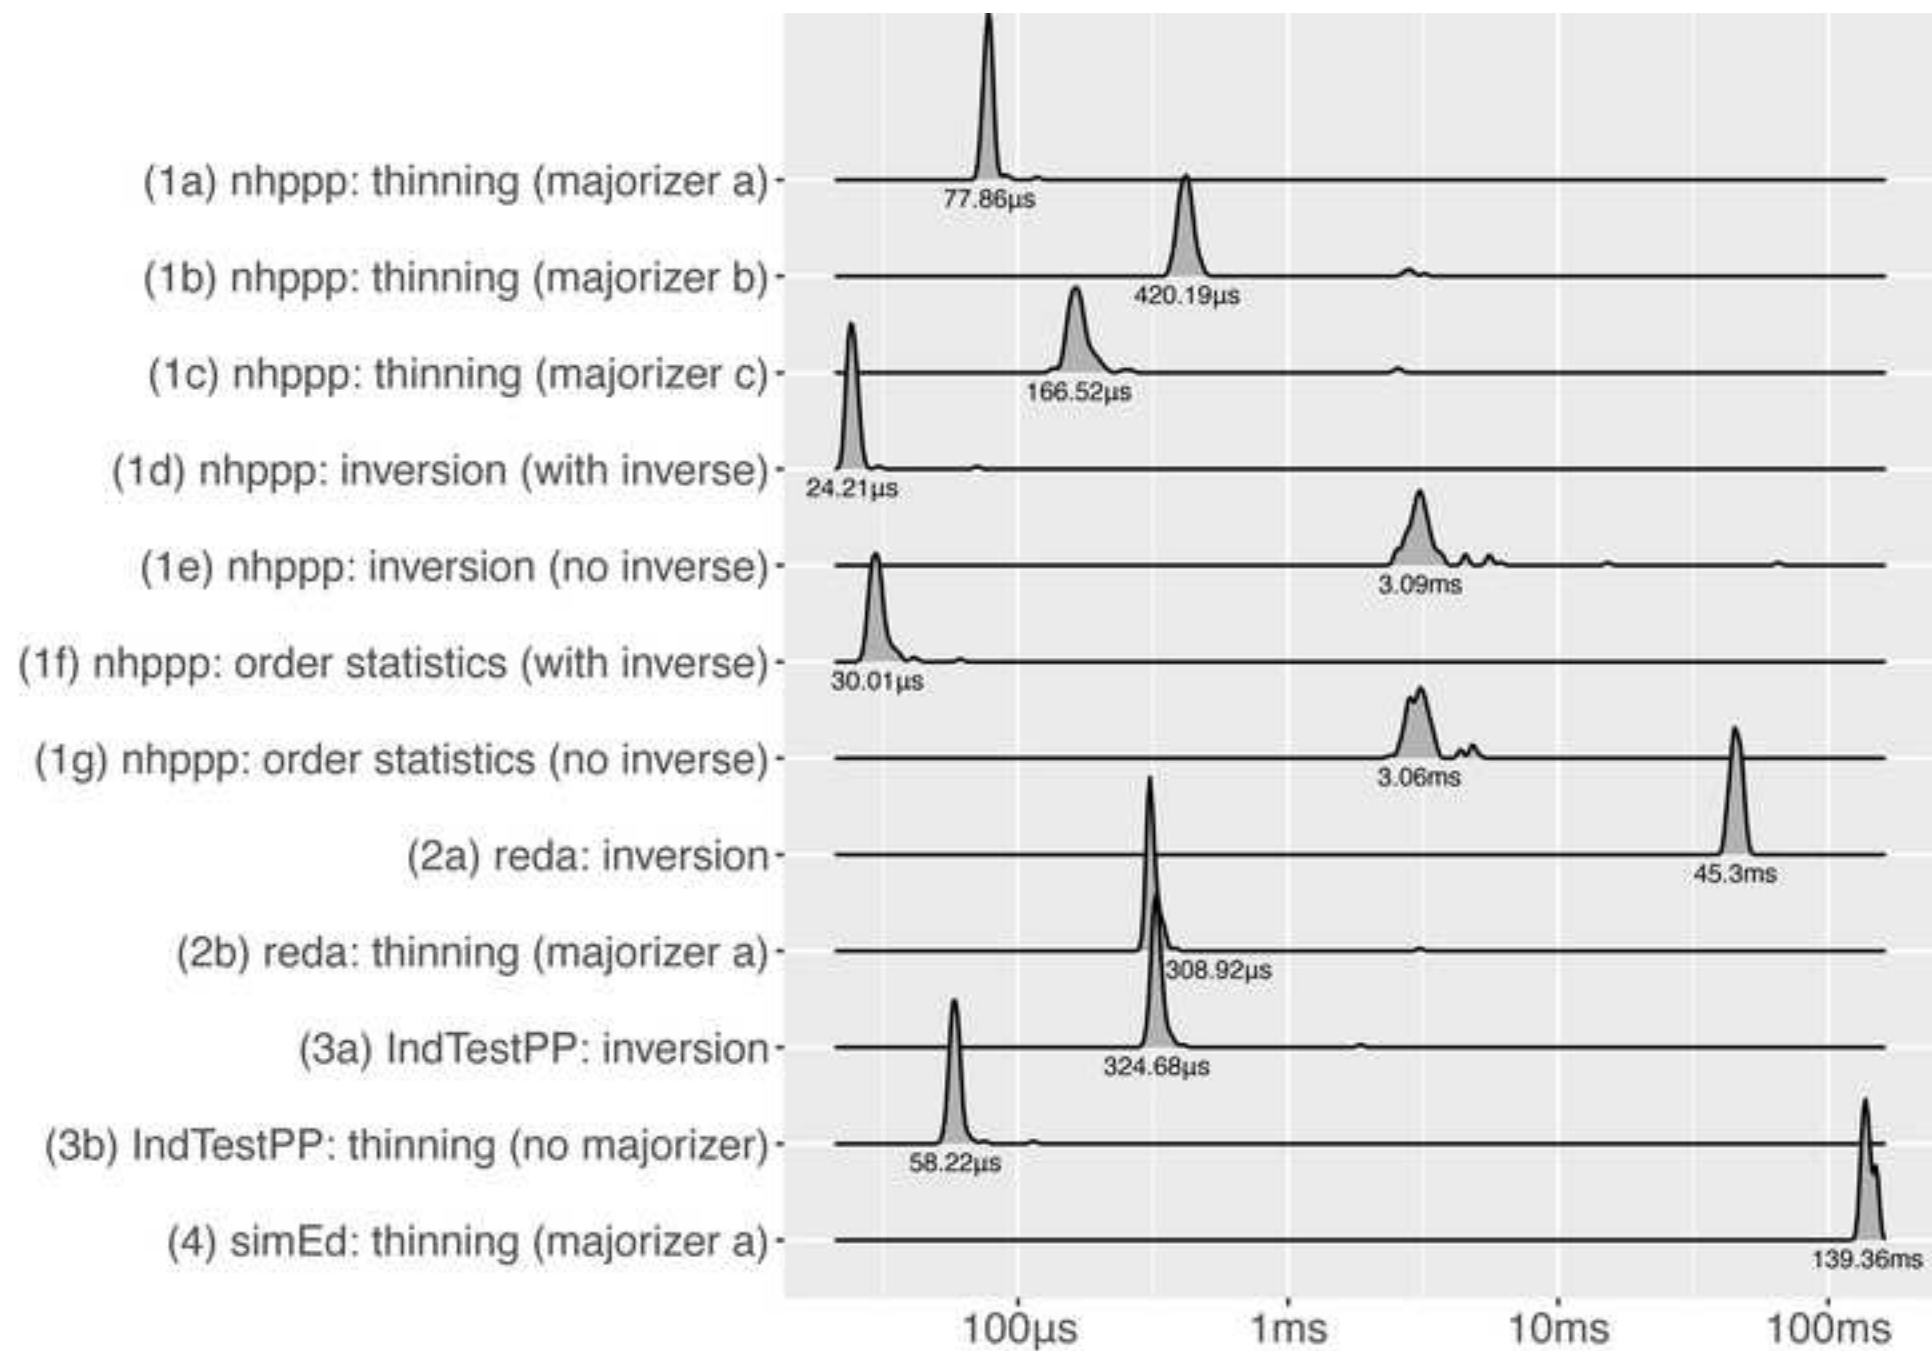 (1a) nhppp: thinning (majorizer a)
77.86µs
(1b) nhppp: thinning (majorizer b)
420.19µs
(1c) nhppp: thinning (majorizer c)
166.52µs
(1d) nhppp: inversion (with inverse)
24.21µs
(1e) nhppp: inversion (no inverse)
3.09ms
(1f) nhppp: order statistics (with inverse)
30.01µs
(1g) nhppp: order statistics (no inverse)
3.06ms
(2a) reda: inversion
45.3ms
(2b) reda: thinning (majorizer a)
308.92µs
(3a) IndTestPP: inversion
324.68µs
(3b) IndTestPP: thinning (no majorizer)
58.22µs
(4) simEd: thinning (majorizer a)
139.36ms
100µs 1ms 10ms 100ms